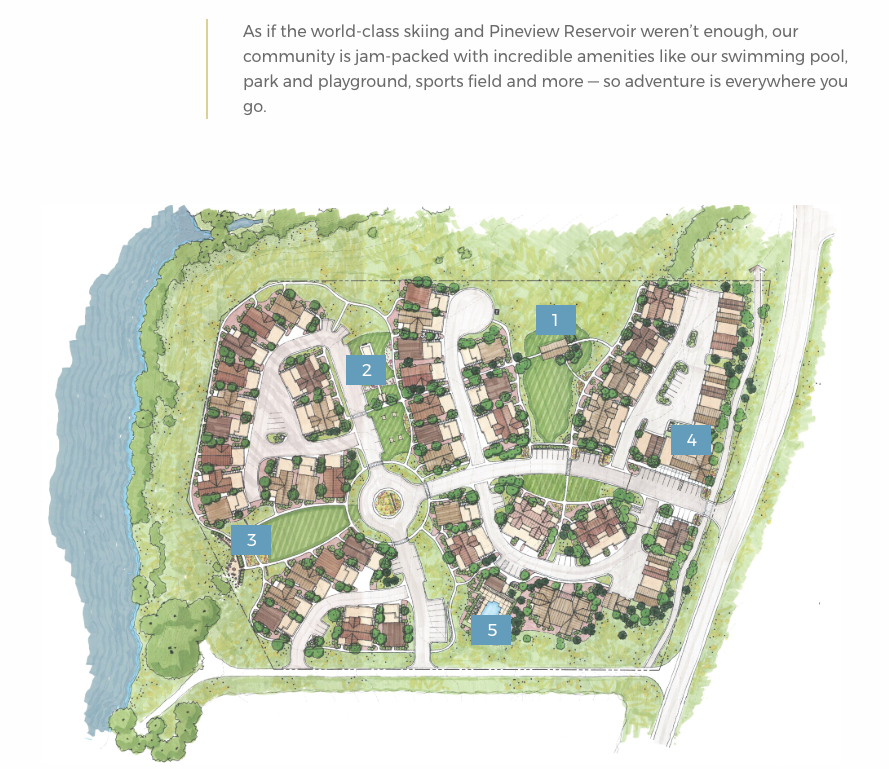 As if the world-class skiing and Pineview Reservoir weren’t enough, our
community is jam-packed with incredible amenities like our swimming pool,
park and playground, sports field and more — so adventure is everywhere you
go.
1
2
4
3
5